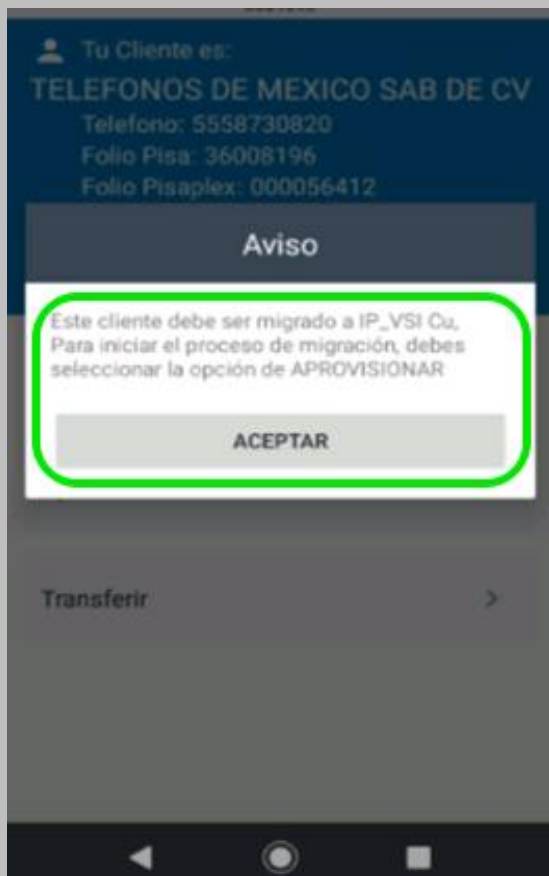 Tu Cliente es:
TELEFONOS DE MEXICO SAB DE CV
Telefono: 5558730820
Folio Pisa: 36008196
Folio Pisaplex: 000056412
Aviso
Este cliente debe ser migrado a IP_VSI Cu,
Para iniciar el proceso de migración, debes
seleccionar la opción de APROVISIONAR
ACEPTAR
Transferir